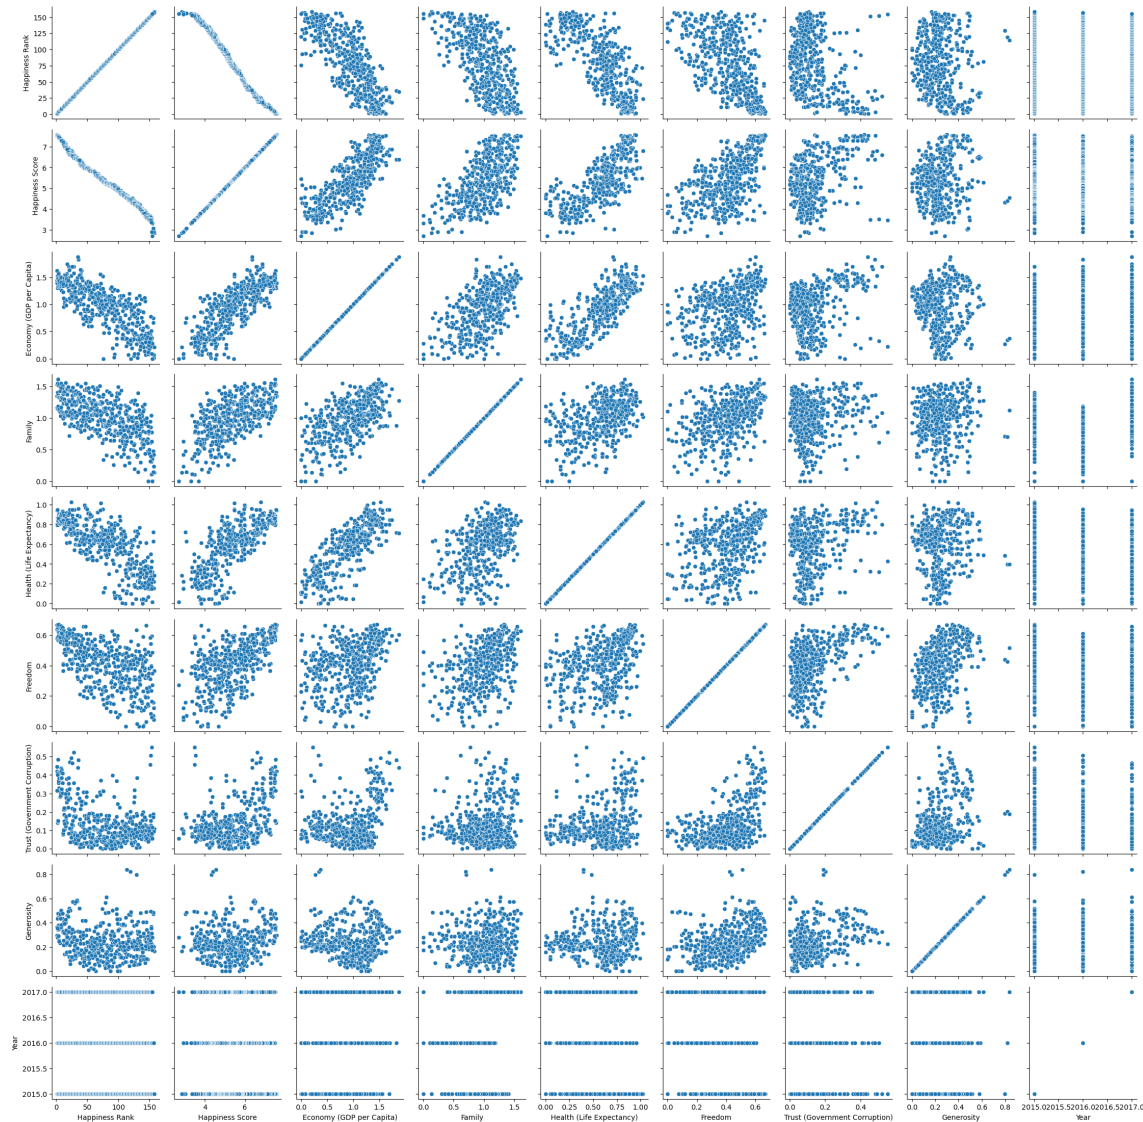 150
125
100
75
50
25
0
Happiness Rank
7
6
5
4
3
Happiness Score
1.5
1.0
0.5
0.0
Economy (GDP per Capita)
1.5
1.0
0.5
0.0
Family
1.0
0.8
0.6
0.4
0.2
0.0
Health (Life Expectancy)
0.6
0.4
0.2
0.0
Freedom
0.5
0.4
0.3
0.2
0.1
0.0
Trust (Government Corruption)
0.8
0.6
0.4
0.2
0.0
Generosity
2017.0
2016.5
2016.0
2015.5
2015.0
Year
0 50 100 150
Happiness Rank
4 6
Happiness Score
0.0 0.5 1.0 1.5
Economy (GDP per Capita)
0.0 0.5 1.0 1.5
Family
0.00 0.25 0.50 0.75 1.00
Health (Life Expectancy)
0.0 0.2 0.4 0.6
Freedom
0.0 0.2 0.4
Trust (Government Corruption)
0.0 0.2 0.4 0.6 0.8
Generosity
2015.0 2015.5 2016.0 2016.5 2017.0
Year